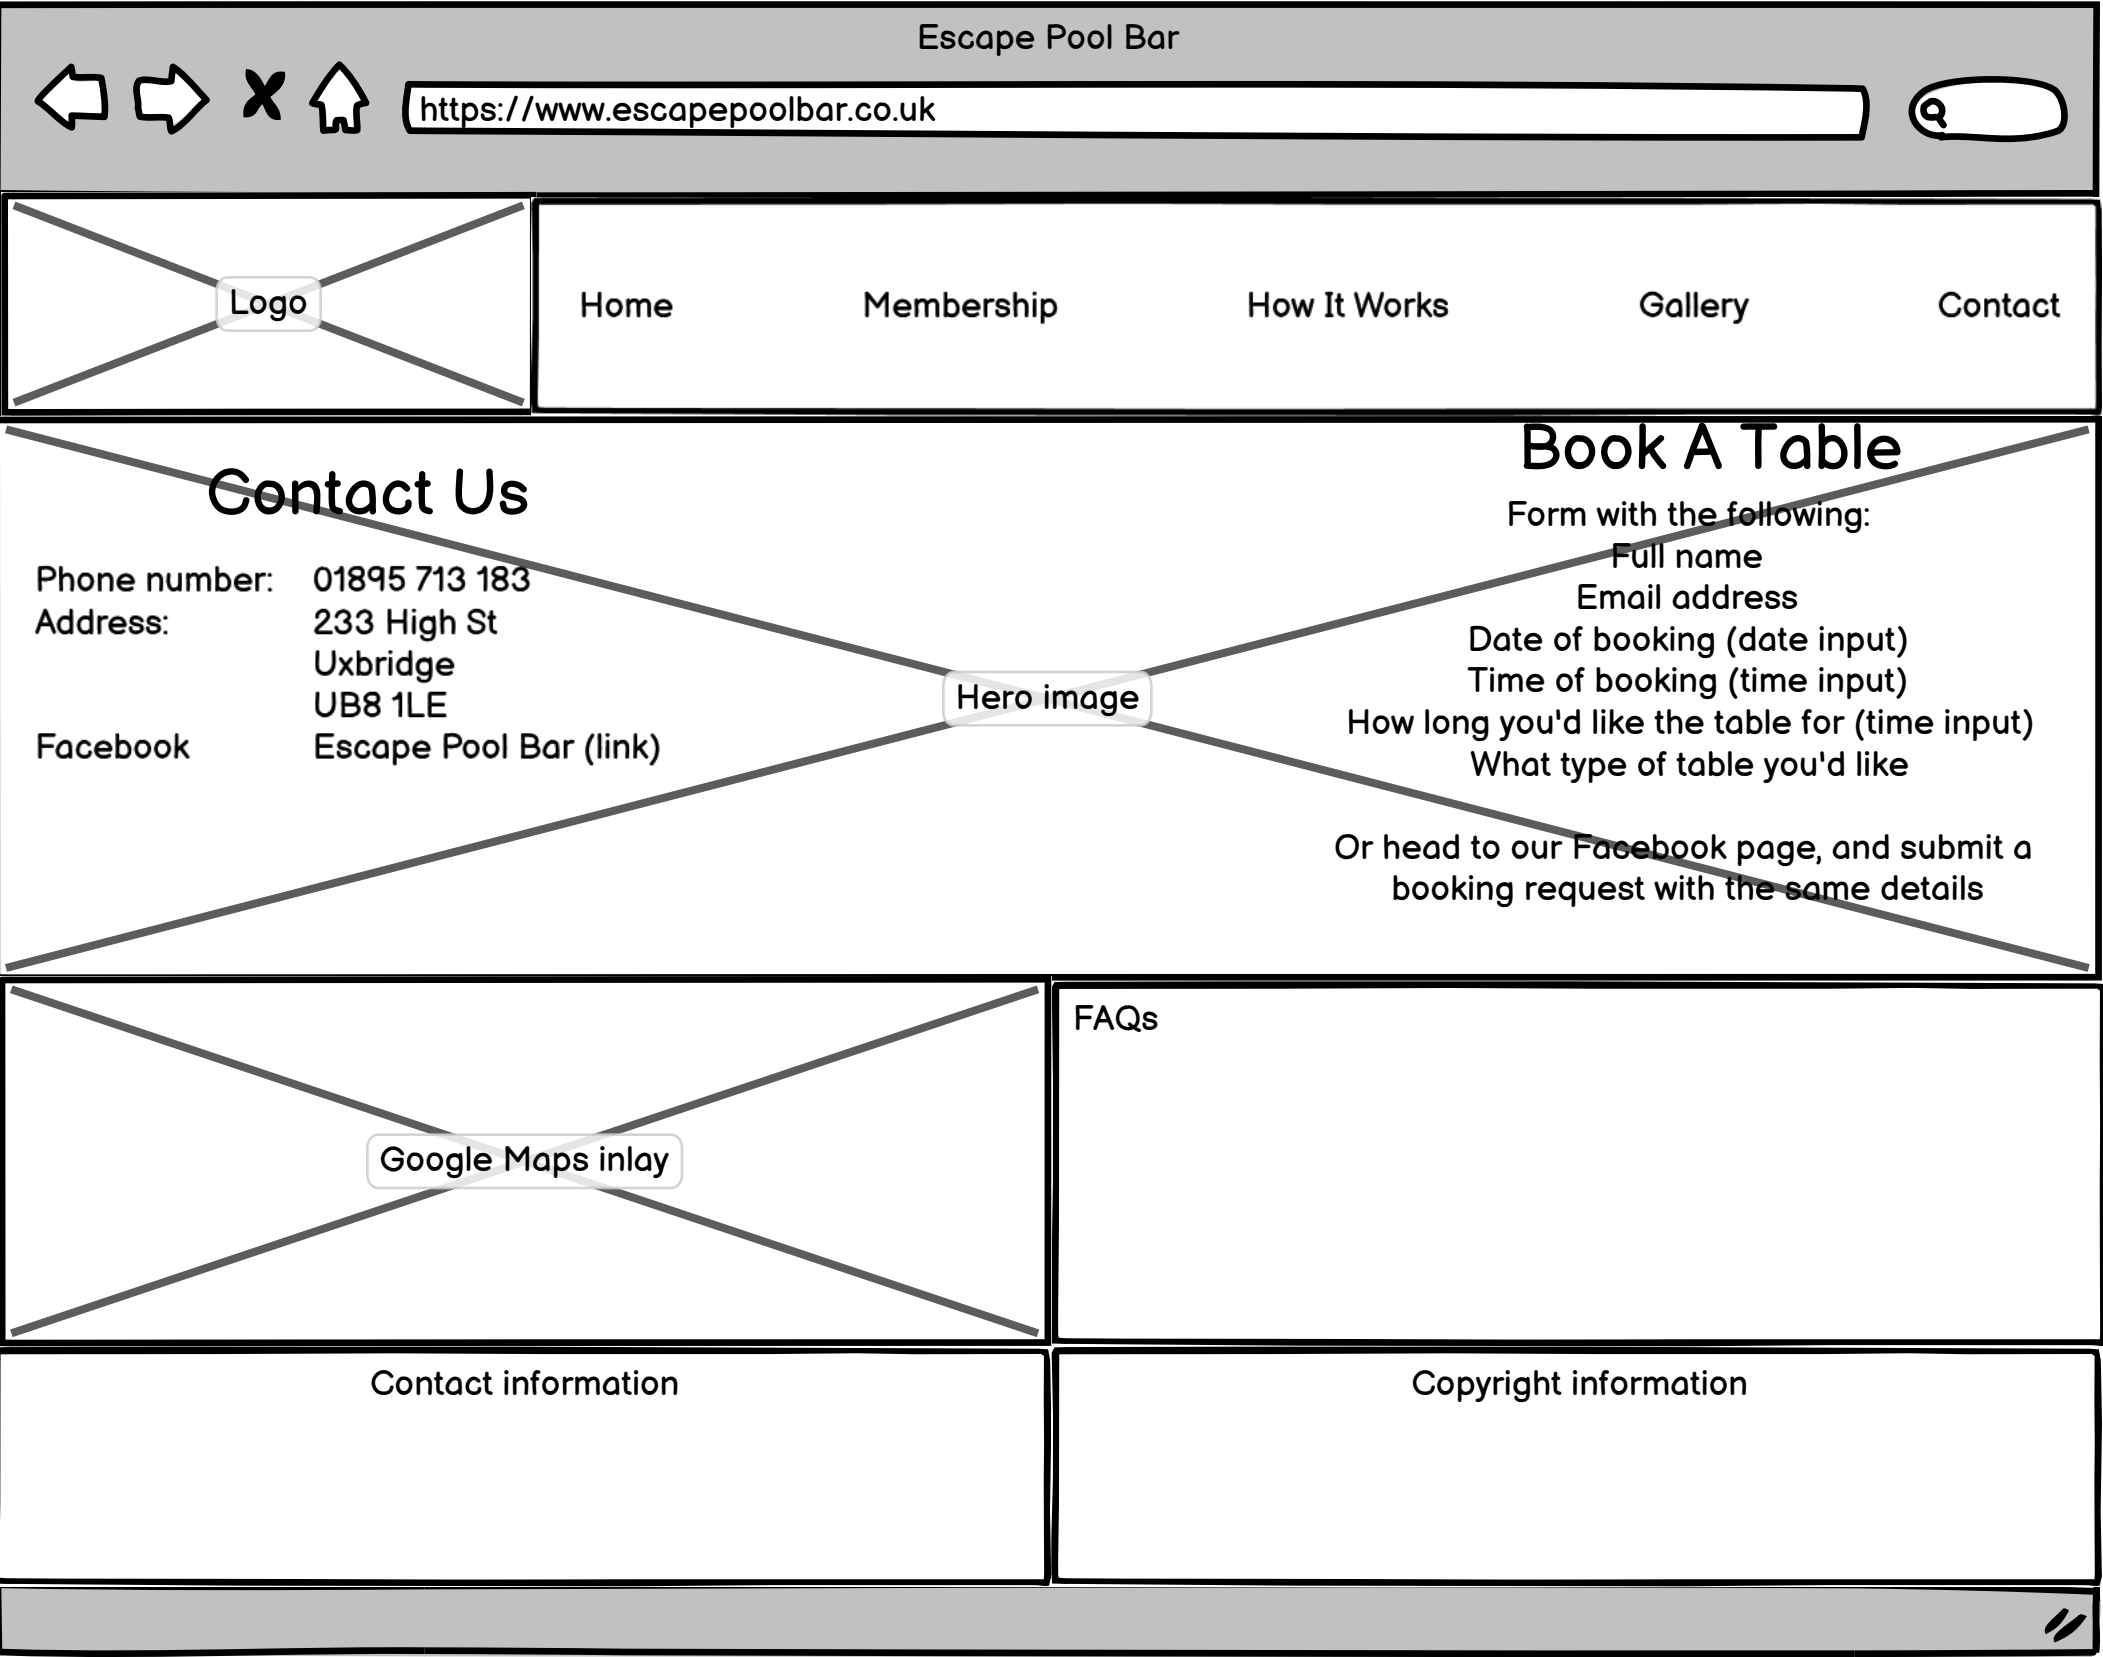 Escape Pool Bar
https://www.escapepoolbar.co.uk
Logo
Home Membership How It Works Gallery Contact
Contact Us
Phone number: 01895 713 183
Address: 233 High St
Uxbridge
UB8 1LE
Facebook Escape Pool Bar (link)
Hero image
Book A Table
Form with the following:
Full name
Email address
Date of booking (date input)
Time of booking (time input)
How long you'd like the table for (time input)
What type of table you'd like
Or head to our Facebook page, and submit a
booking request with the same details
Google Maps inlay
FAQs
Contact information
Copyright information